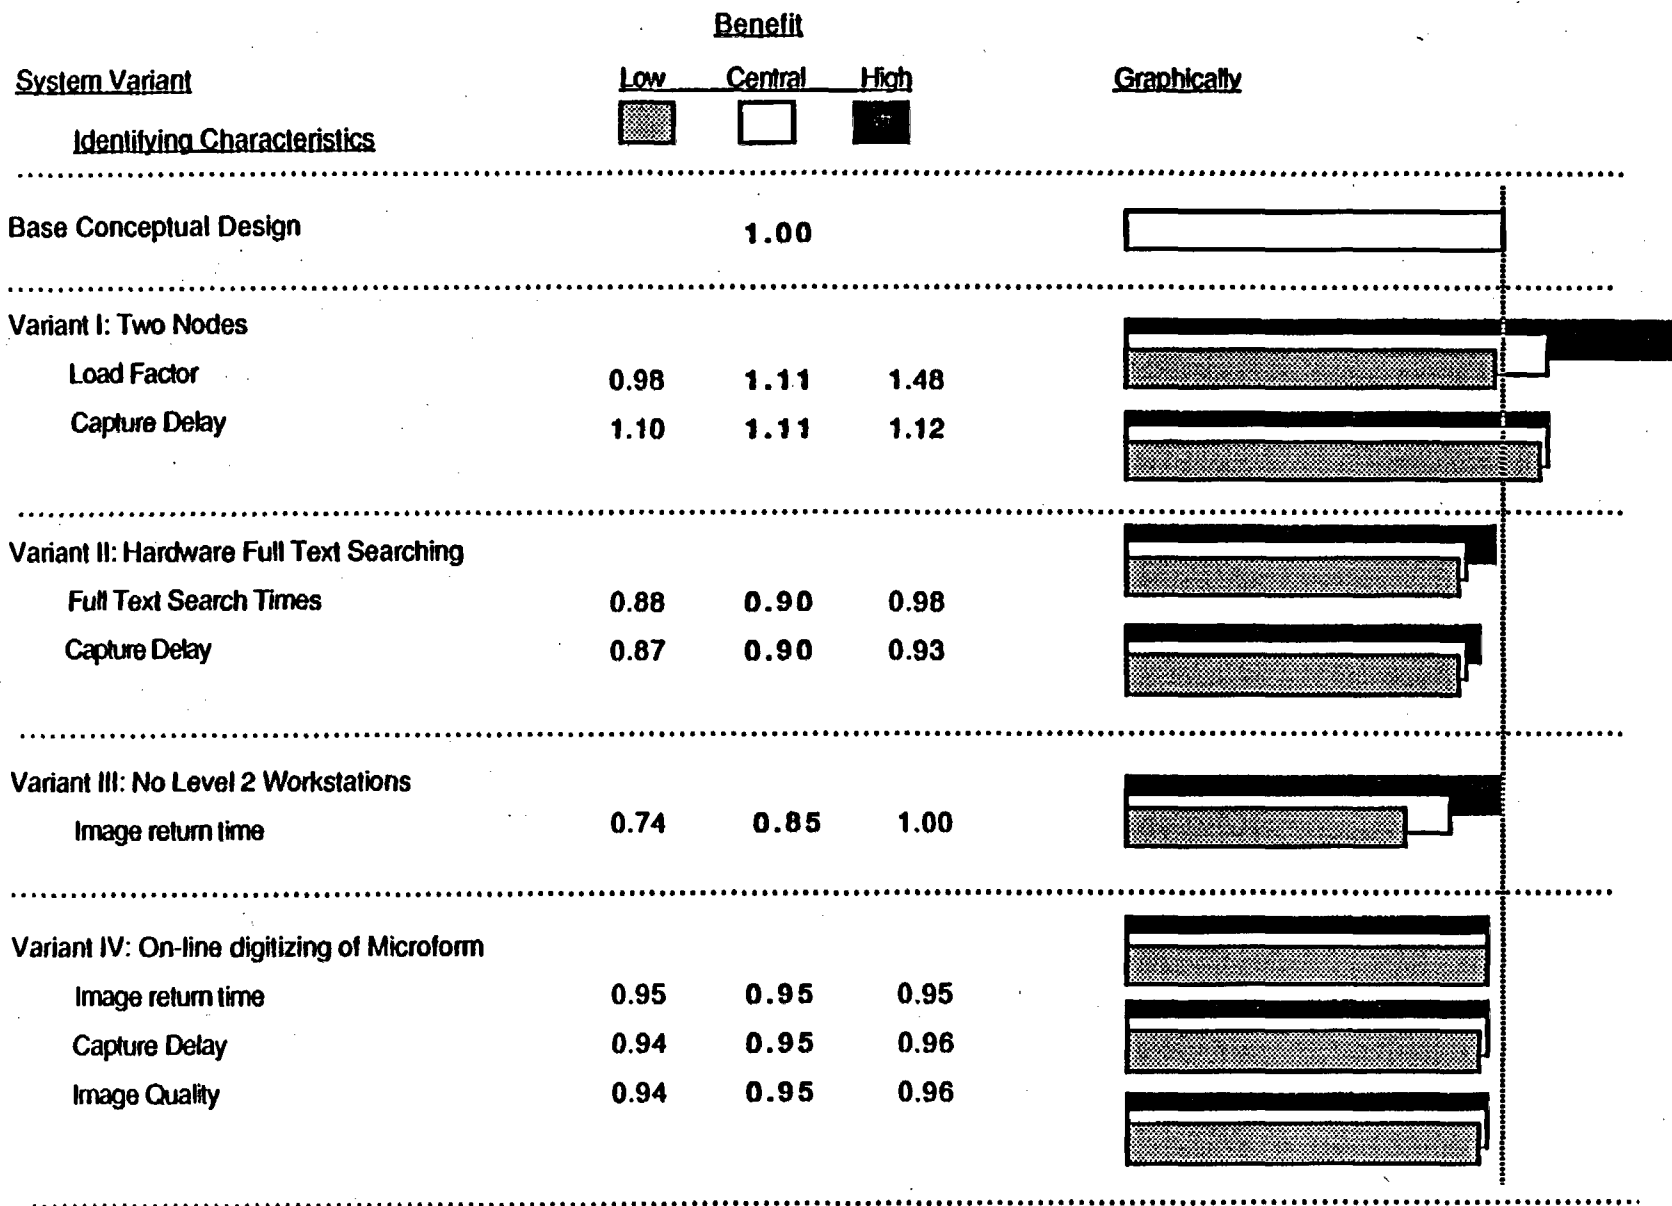 Benefit
System Variant Low Central High Graphically
Identifying Characteristics
Base Conceptual Design 1.00
Variant I: Two Nodes
Load Factor 0.98 1.11 1.48
Capture Delay 1.10 1.11 1.12
Variant II: Hardware Full Text Searching
Full Text Search Times 0.88 0.90 0.98
Capture Delay 0.87 0.90 0.93
Variant III: No Level 2 Workstations
Image return time 0.74 0.85 1.00
Variant IV: On-line digitizing of Microform
Image return time 0.95 0.95 0.95
Capture Delay 0.94 0.95 0.96
Image Quality 0.94 0.95 0.96